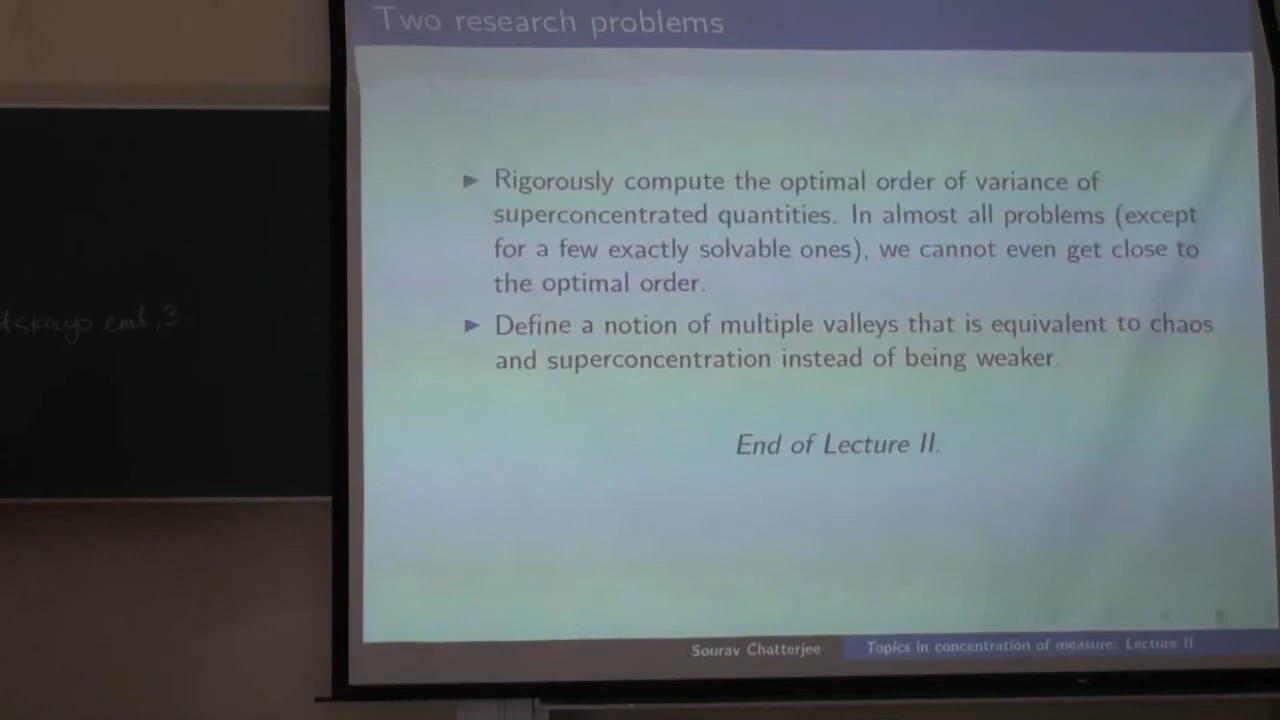 Two research problems
Rigorously compute the optimal order of variance of
superconcentrated quantities. In almost all problems (except
for a few exactly solvable ones), we cannot even get close to
the optimal order.
Define a notion of multiple valleys that is equivalent to chaos
and superconcentration instead of being weaker.
End of Lecture II.
Sourav Chatterjee
Topics in concentration of measure: Lecture II